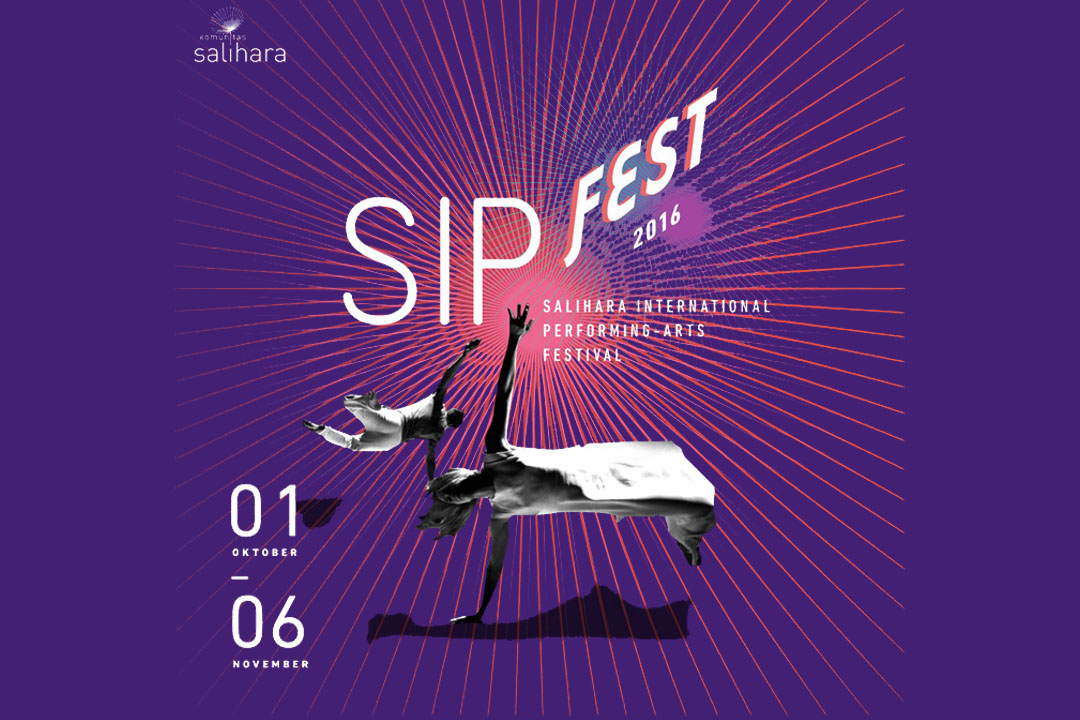 komunitas
salihara
SIP FEST
2016
SALIHARA INTERNATIONAL
PERFORMING-ARTS
FESTIVAL
01
OKTOBER
–
06
NOVEMBER